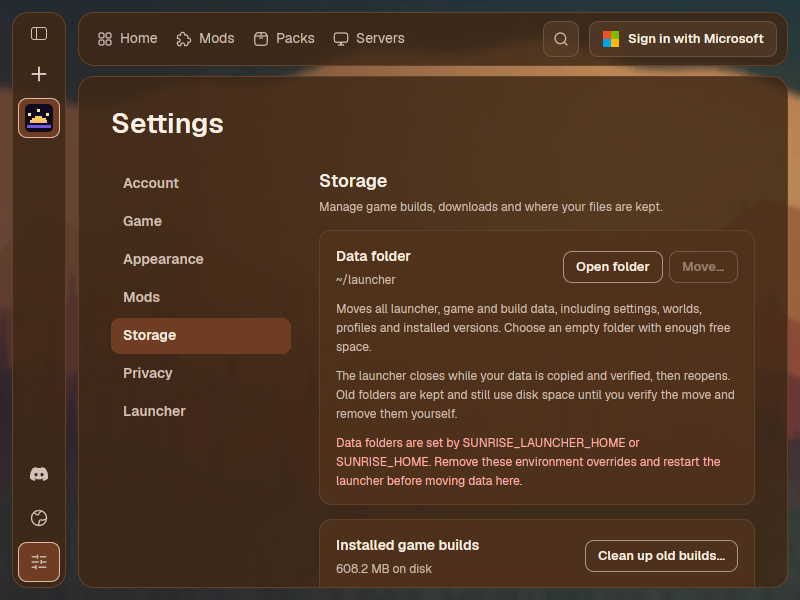 Home
Mods
Packs
Servers
Sign in with Microsoft
Settings
Account
Game
Appearance
Mods
Storage
Privacy
Launcher
Storage
Manage game builds, downloads and where your files are kept.
Data folder
~/launcher
Open folder
Move...
Moves all launcher, game and build data, including settings, worlds,
profiles and installed versions. Choose an empty folder with enough free
space.
The launcher closes while your data is copied and verified, then reopens.
Old folders are kept and still use disk space until you verify the move and
remove them yourself.
Data folders are set by SUNRISE_LAUNCHER_HOME or
SUNRISE_HOME. Remove these environment overrides and restart the
launcher before moving data here.
Installed game builds
608.2 MB on disk
Clean up old builds...